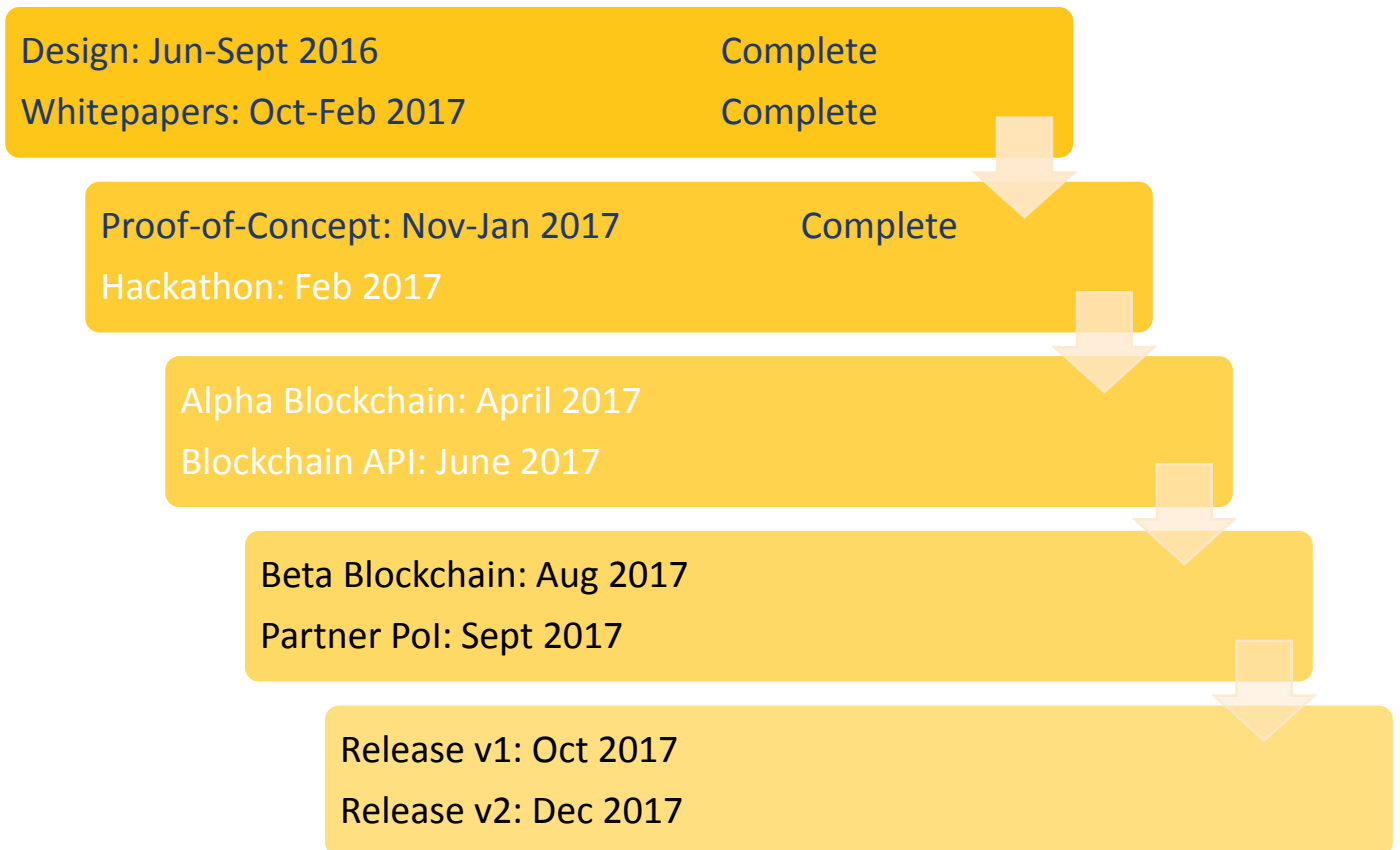 Design: Jun-Sept 2016 Complete
Whitepapers: Oct-Feb 2017 Complete
Proof-of-Concept: Nov-Jan 2017 Complete
Hackathon: Feb 2017
Alpha Blockchain: April 2017
Blockchain API: June 2017
Beta Blockchain: Aug 2017
Partner PoI: Sept 2017
Release v1: Oct 2017
Release v2: Dec 2017